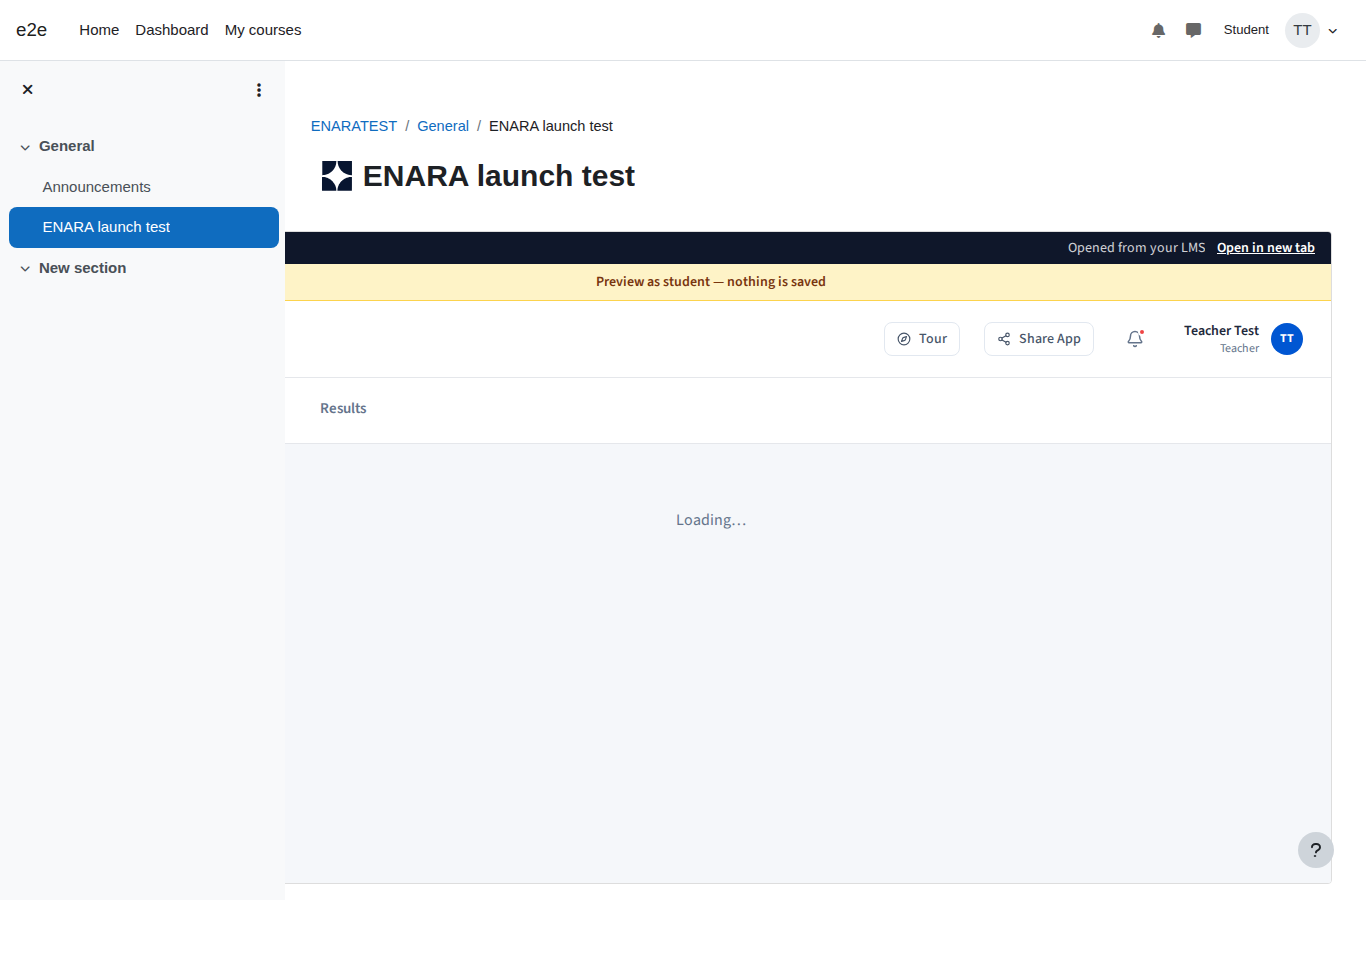 e2e Home Dashboard My courses Student TT
General
Announcements
ENARA launch test
New section
ENARATEST / General / ENARA launch test
ENARA launch test
Opened from your LMS Open in new tab
Preview as student — nothing is saved
Tour Share App Teacher Test TT
Teacher
Results
Loading…
?